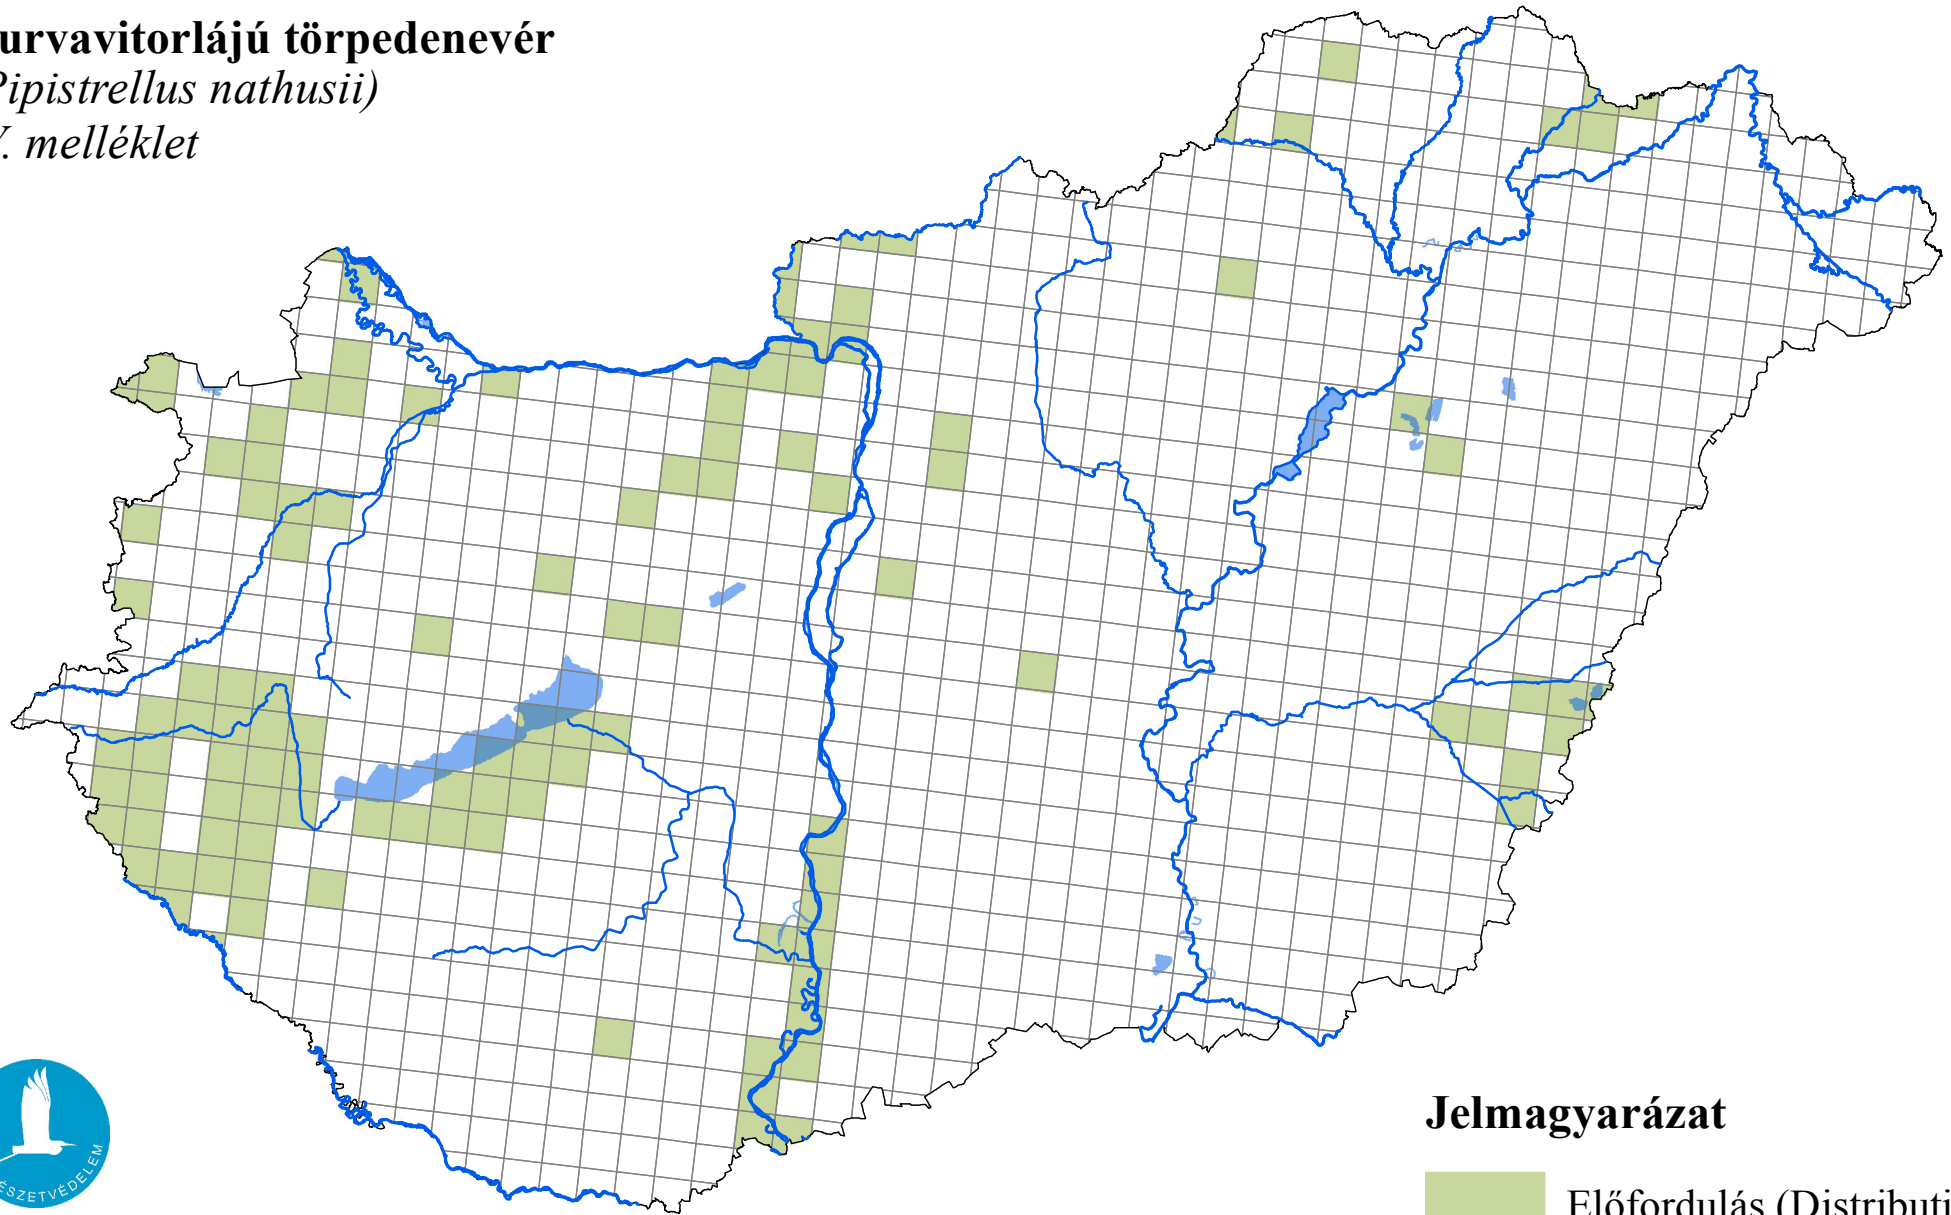 urvavitorlájú törpedenevér
Pipistrellus nathusii)
V. melléklet
Jelmagyarázat
Előfordulás (Distributi
ÉSZETVÉDELEM